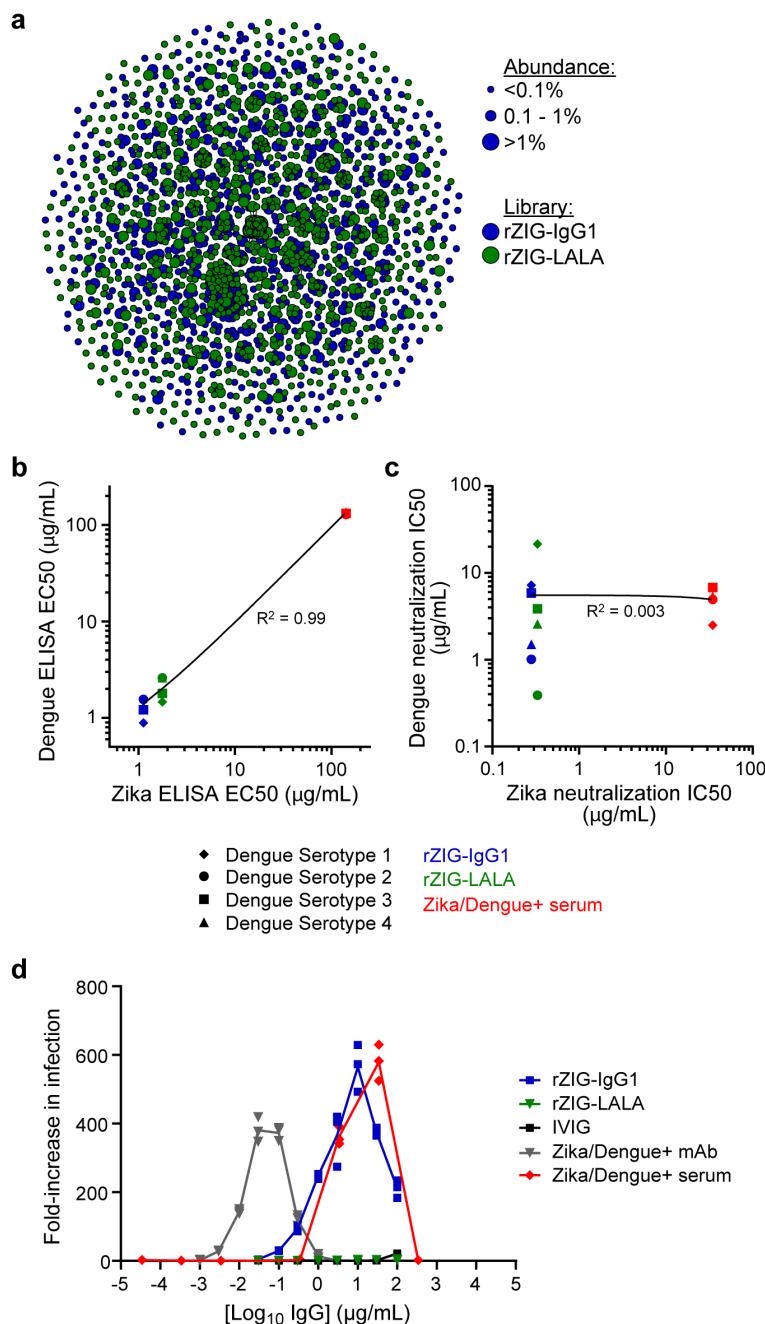 a
Abundance:
<0.1%
0.1 - 1%
>1%
Library:
rZIG-IgG1
rZIG-LALA
b
Dengue ELISA EC50 (µg/mL)
100
10
1
R² = 0.99
1
10
100
Zika ELISA EC50 (µg/mL)
c
Dengue neutralization IC50
(µg/mL)
100
10
1
0.1
R² = 0.003
0.1
1
10
100
Zika neutralization IC50
(µg/mL)
Dengue Serotype 1
Dengue Serotype 2
Dengue Serotype 3
Dengue Serotype 4
rZIG-IgG1
rZIG-LALA
Zika/Dengue+ serum
d
Fold-increase in infection
800
600
400
200
0
-5 -4 -3 -2 -1 0 1 2 3 4 5
[Log₁₀ IgG] (µg/mL)
rZIG-IgG1
rZIG-LALA
IVIG
Zika/Dengue+ mAb
Zika/Dengue+ serum